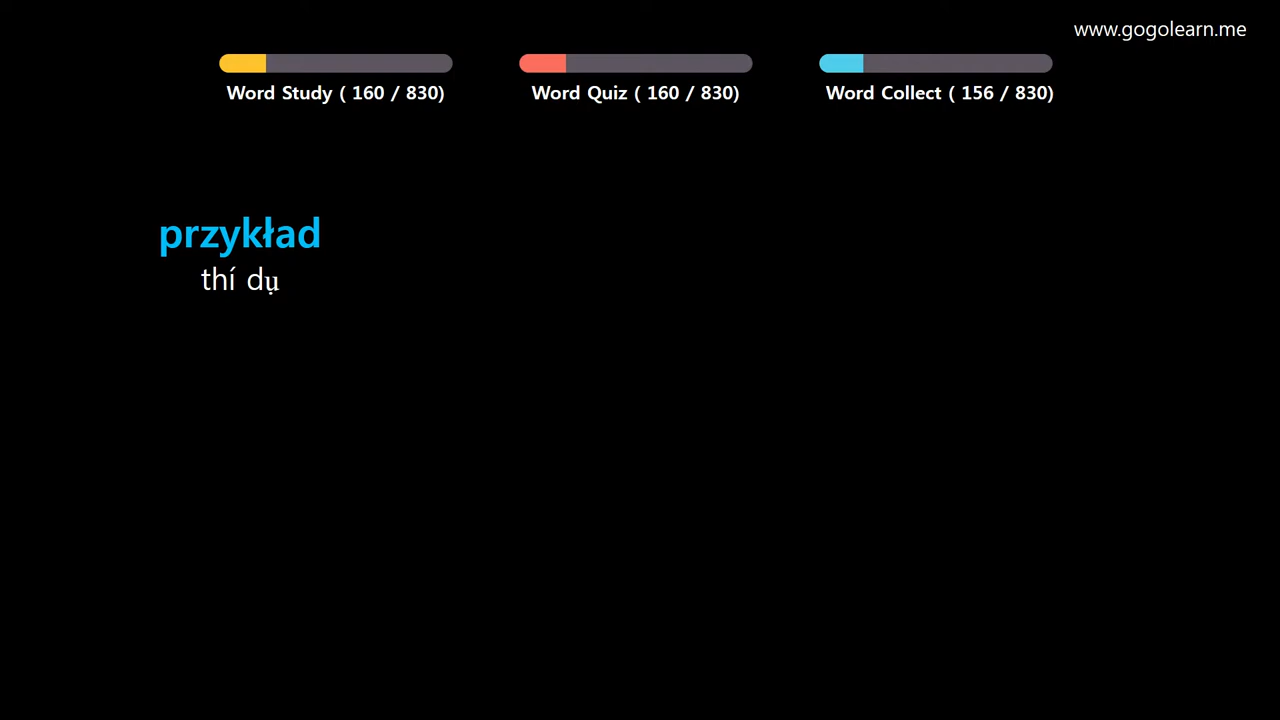 www.gogolearn.me
Word Study ( 160 / 830)
Word Quiz ( 160 / 830)
Word Collect ( 156 / 830)
przykład
thí dụ